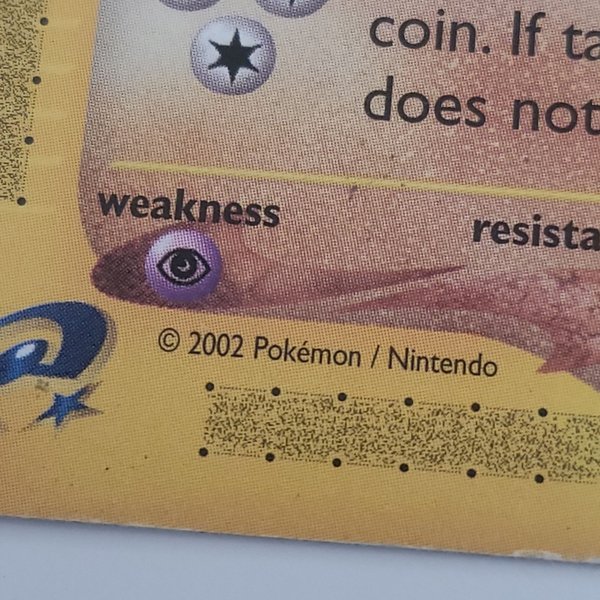 coin. If ta
does not
weakness
resista
© 2002 Pokémon / Nintendo